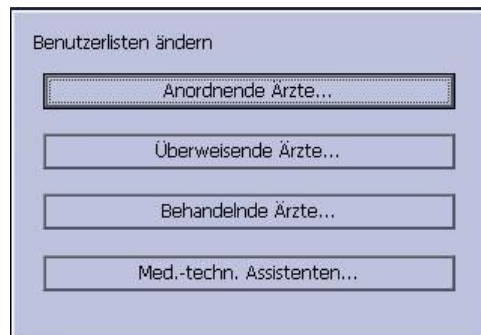 Benutzerlisten ändern
Anordnende Ärzte...
Überweisende Ärzte...
Behandelnde Ärzte...
Med.-techn. Assistenten...